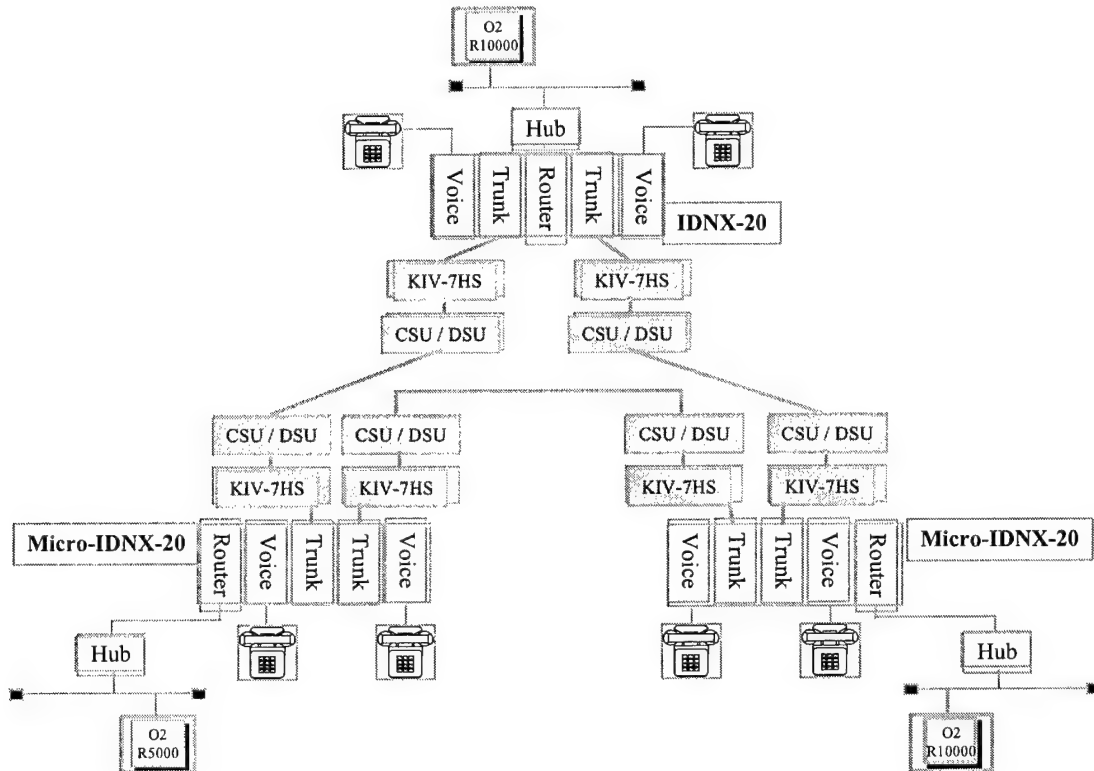 O2
R10000
Hub
Voice
Trunk
Router
Trunk
Voice
IDNX-20
KIV-7HS
KIV-7HS
CSU / DSU
CSU / DSU
CSU / DSU
CSU / DSU
CSU / DSU
CSU / DSU
KIV-7HS
KIV-7HS
KIV-7HS
KIV-7HS
Micro-IDNX-20
Router
Voice
Trunk
Trunk
Voice
Voice
Trunk
Trunk
Voice
Router
Micro-IDNX-20
Hub
Hub
O2
R5000
O2
R10000